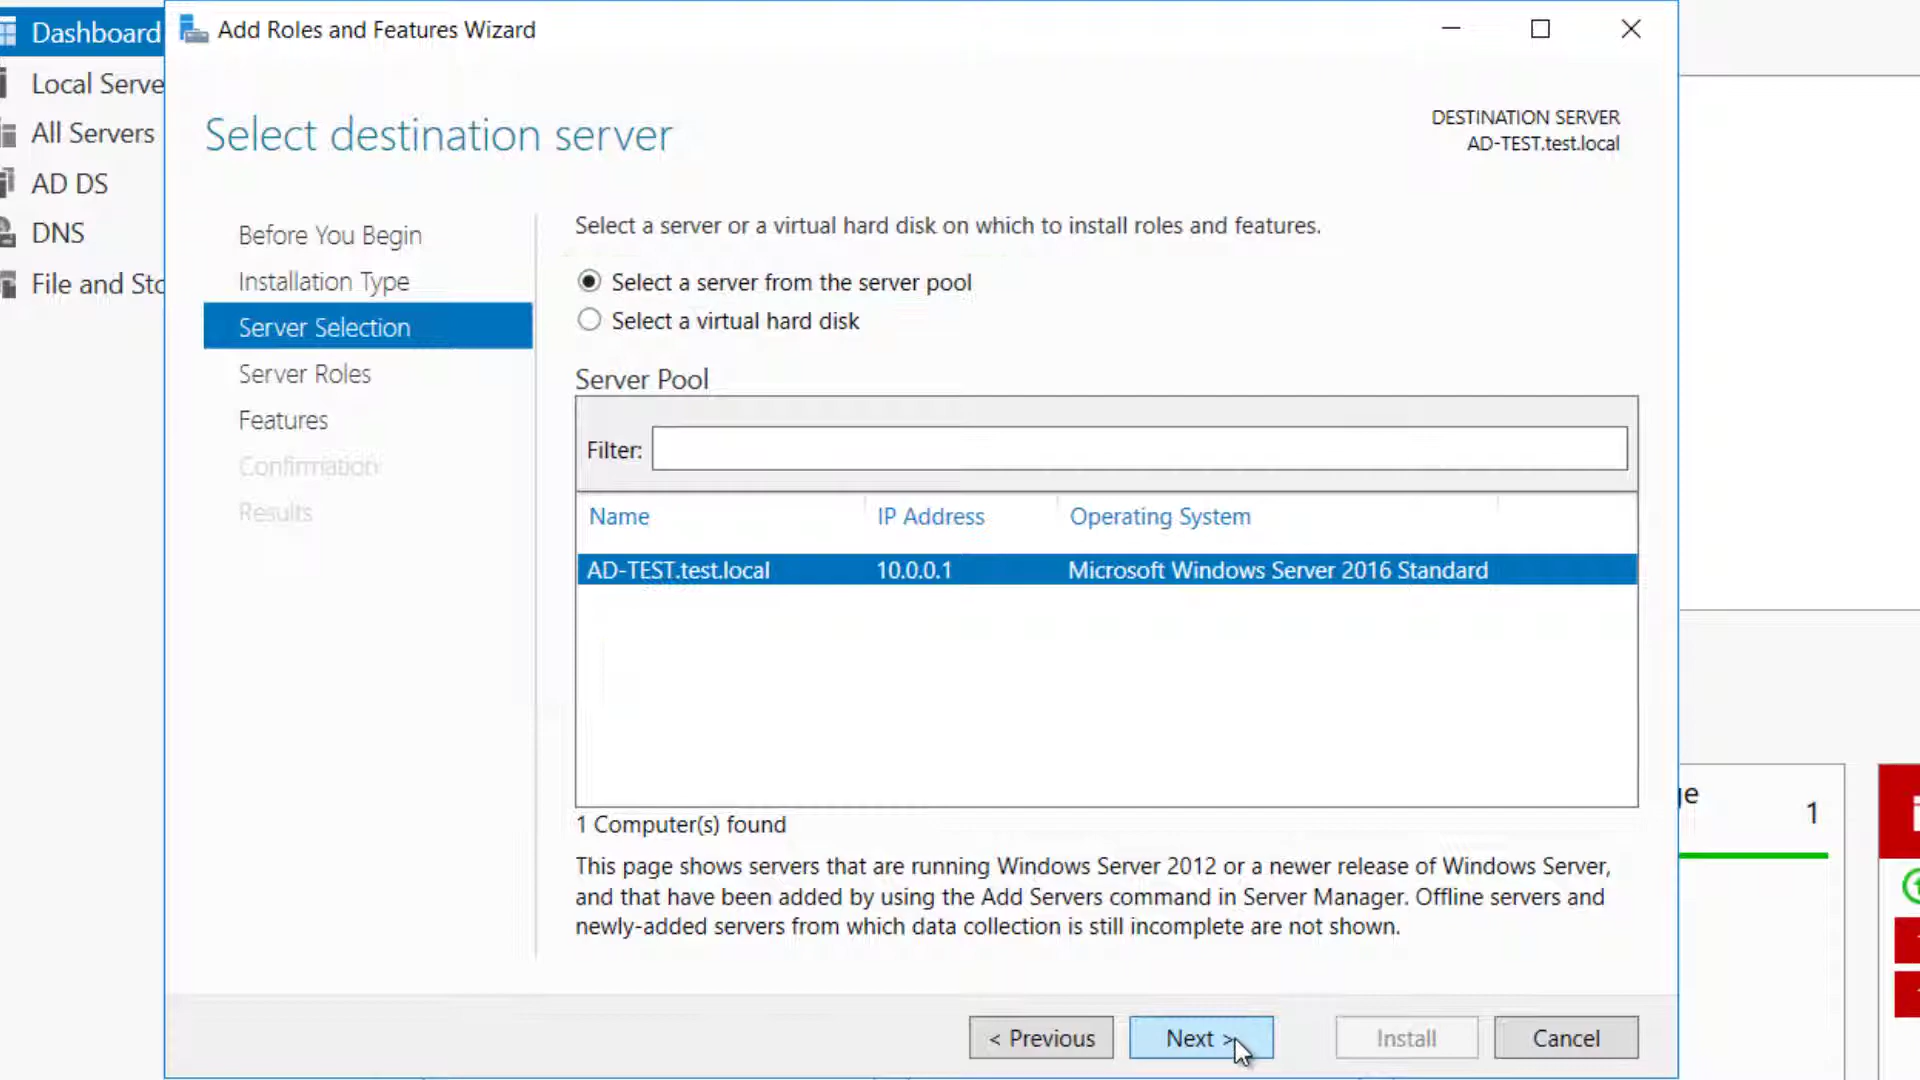 Dashboard
Local Serve
All Servers
AD DS
DNS
File and Sto
Add Roles and Features Wizard
Select destination server
DESTINATION SERVER
AD-TEST.test.local
Before You Begin
Installation Type
Server Selection
Server Roles
Features
Confirmation
Results
Select a server or a virtual hard disk on which to install roles and features.
Select a server from the server pool
Select a virtual hard disk
Server Pool
Filter:
Name IP Address Operating System
AD-TEST.test.local 10.0.0.1 Microsoft Windows Server 2016 Standard
1 Computer(s) found
This page shows servers that are running Windows Server 2012 or a newer release of Windows Server,
and that have been added by using the Add Servers command in Server Manager. Offline servers and
newly-added servers from which data collection is still incomplete are not shown.
< Previous
Next >
Install
Cancel
ge
1